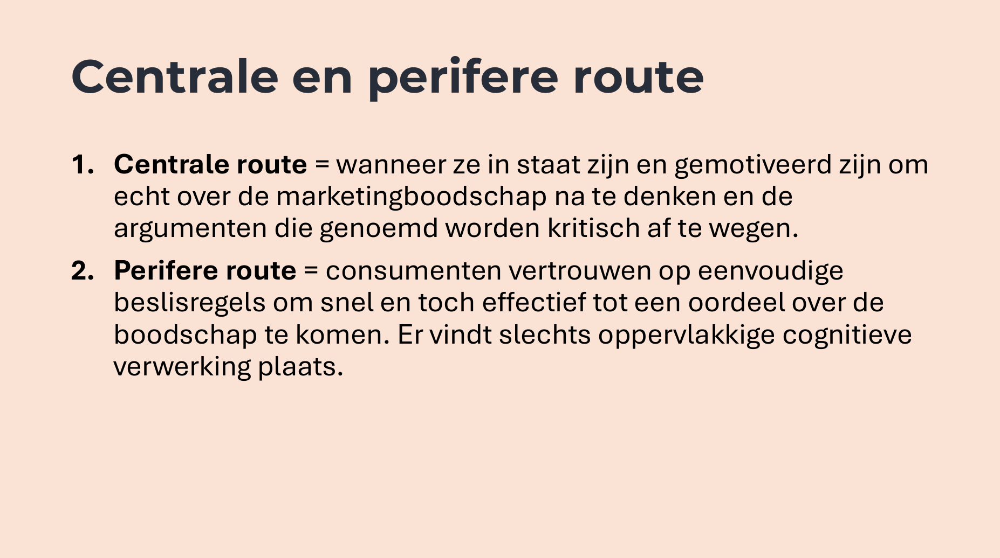 Centrale en perifere route
1. Centrale route = wanneer ze in staat zijn en gemotiveerd zijn om
echt over de marketingboodschap na te denken en de
argumenten die genoemd worden kritisch af te wegen.
2. Perifere route = consumenten vertrouwen op eenvoudige
beslisregels om snel en toch effectief tot een oordeel over de
boodschap te komen. Er vindt slechts oppervlakkige cognitieve
verwerking plaats.